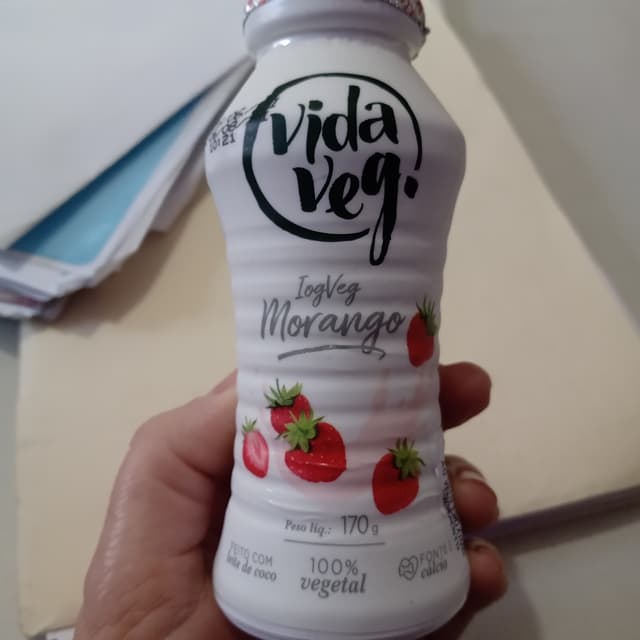 vida
veg.
IogVeg
Morango
Peso líq.: 170g
FEITO COM
leite de coco
100%
vegetal
FONTE
cálcio